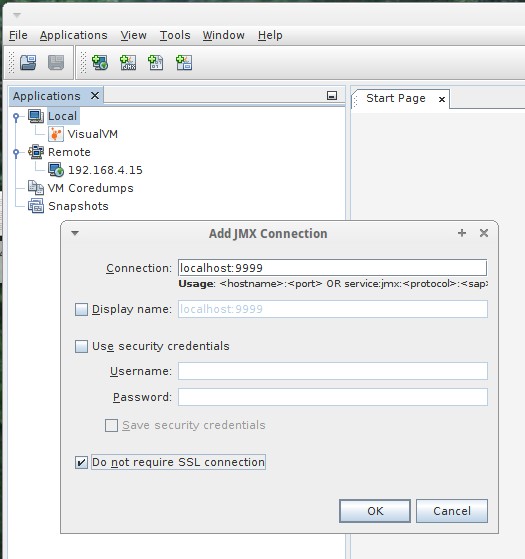 File Applications View Tools Window Help
Applications
Start Page
Local
VisualVM
Remote
192.168.4.15
VM Coredumps
Snapshots
Add JMX Connection
Connection: localhost:9999
Usage: <hostname>:<port> OR service:jmx:<protocol>:<sap>
Display name: localhost:9999
Use security credentials
Username:
Password:
Save security credentials
Do not require SSL connection
OK Cancel